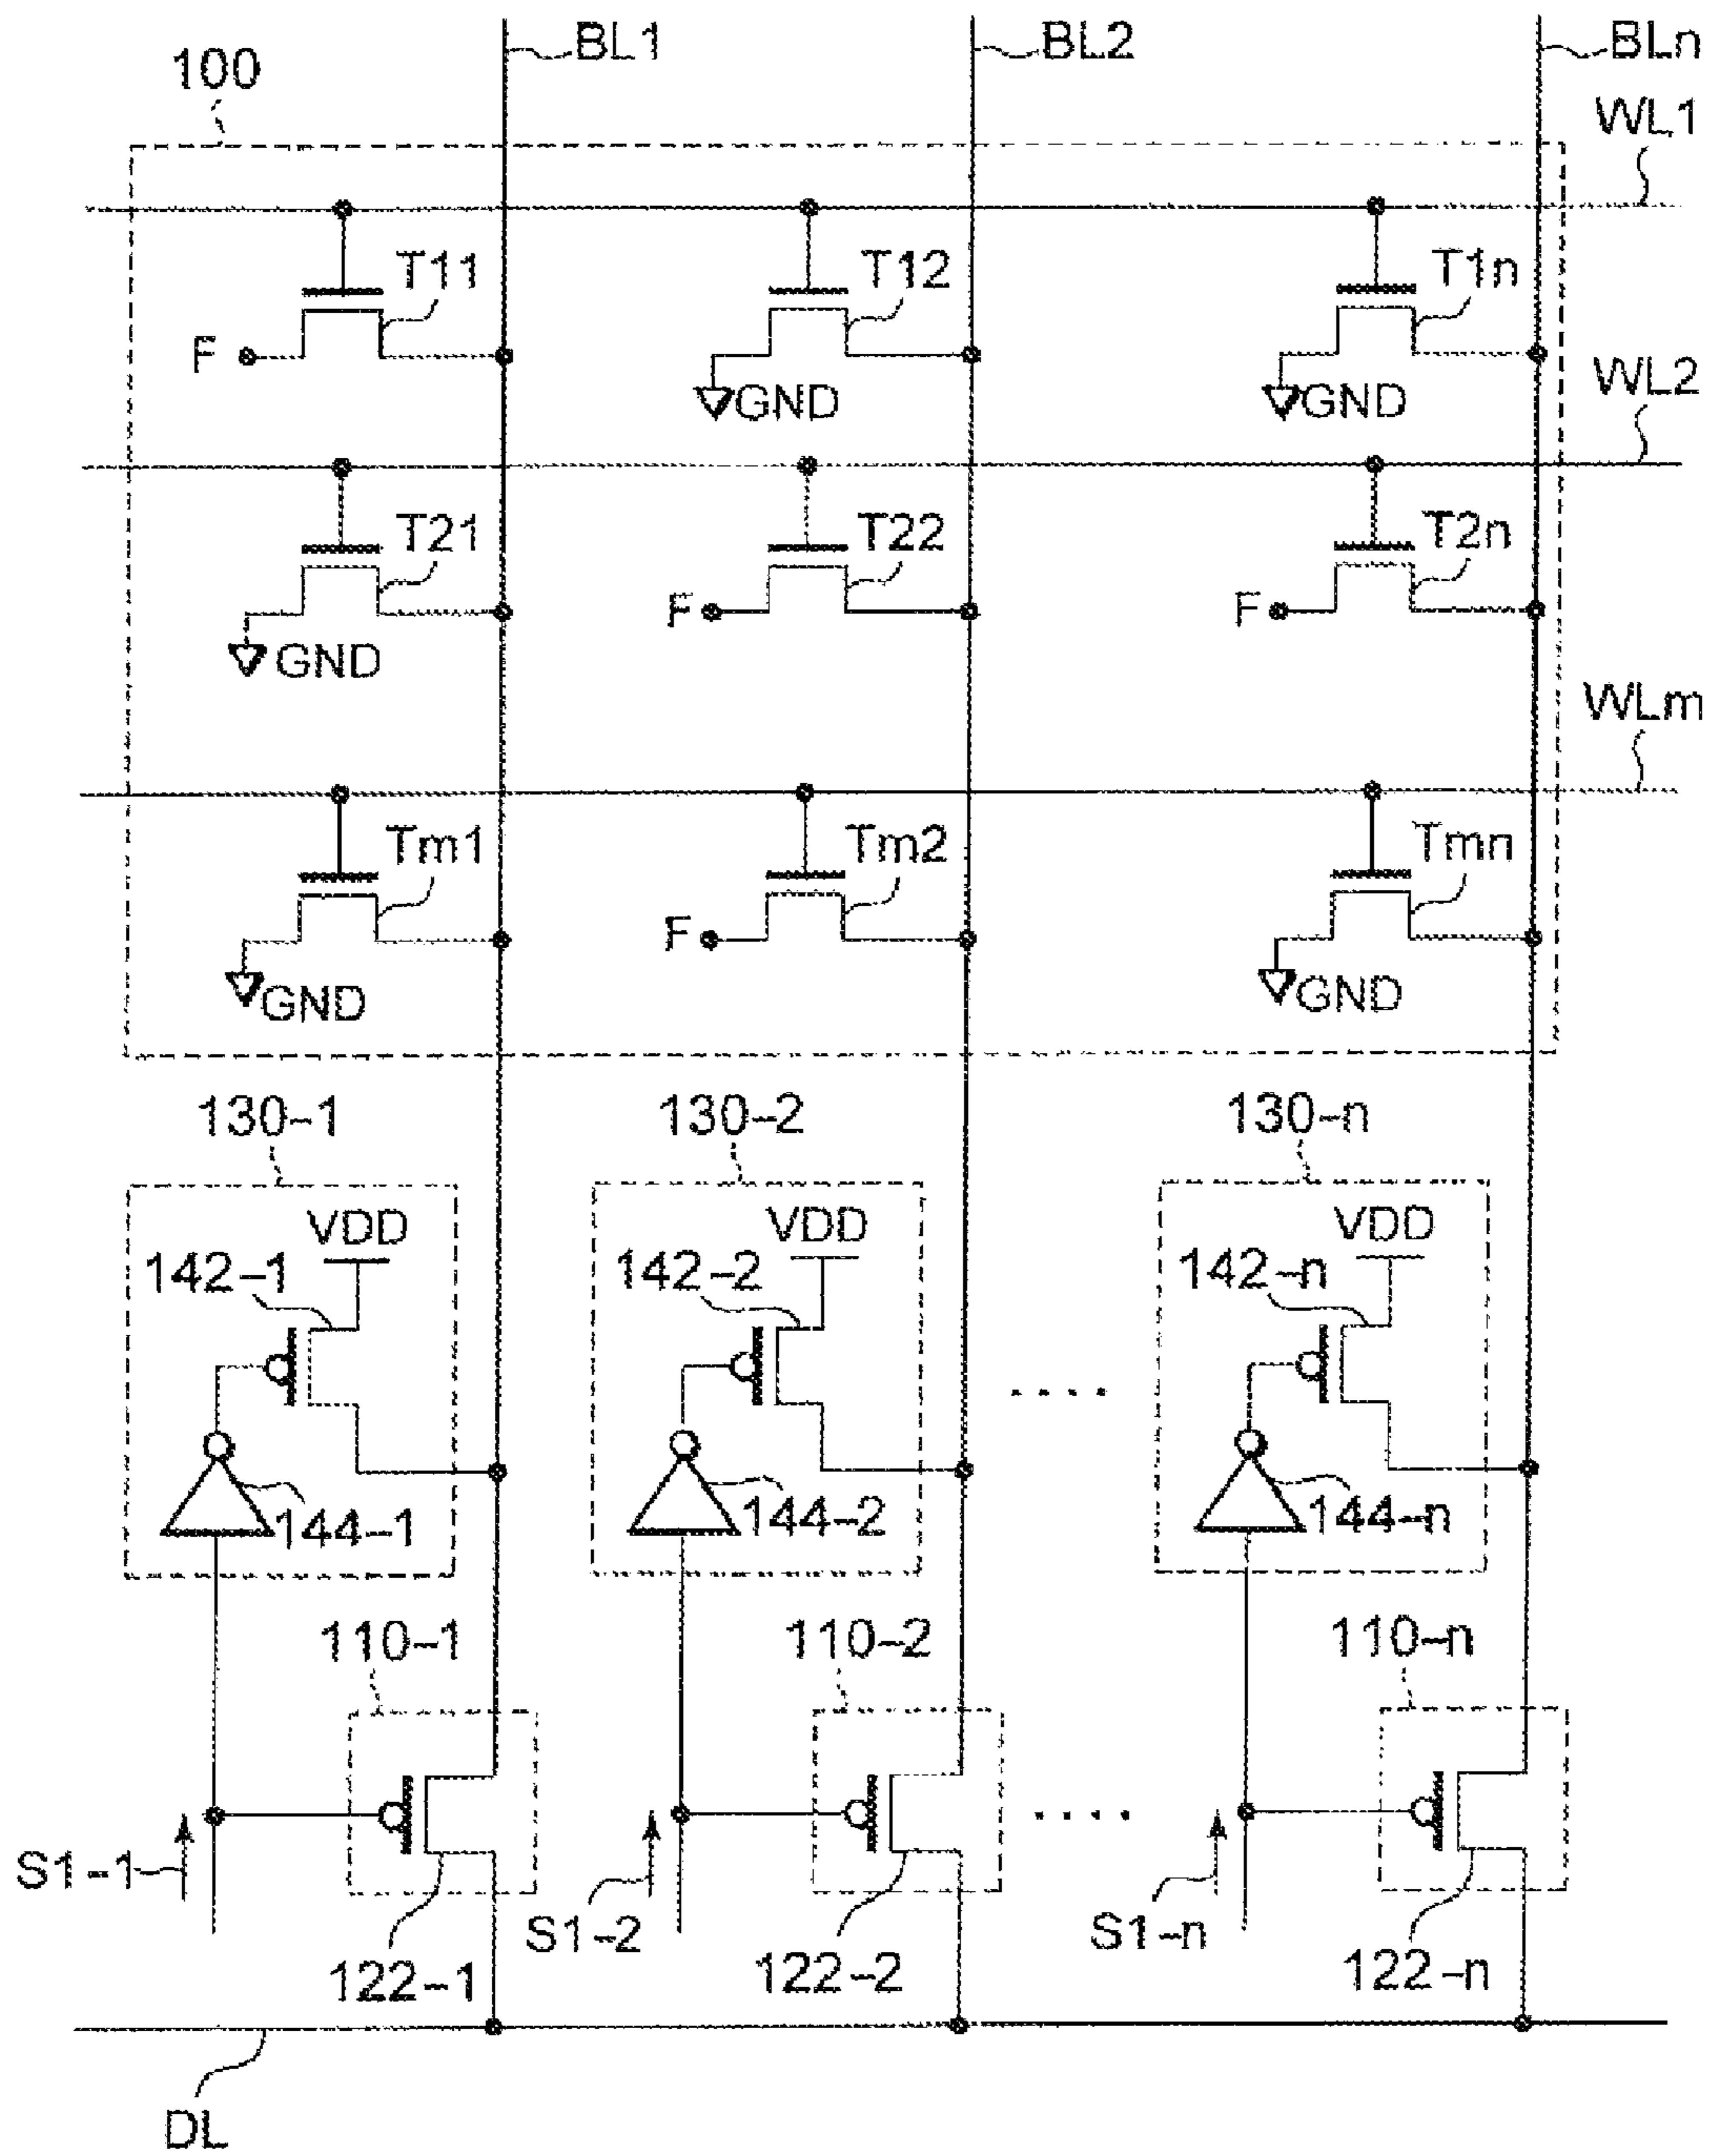 BL1 BL2 BLn
100
WL1
T11 T12 T1n
F
GND GND
WL2
T21 T22 T2n
F F
GND
WLm
Tm1 Tm2 Tmn
F
GND GND
130-1 130-2 130-n
VDD VDD VDD
142-1 142-2 142-n
144-1 144-2 144-n
110-1 110-2 110-n
S1-1
S1-2 S1-n
122-1 122-2 122-n
DL